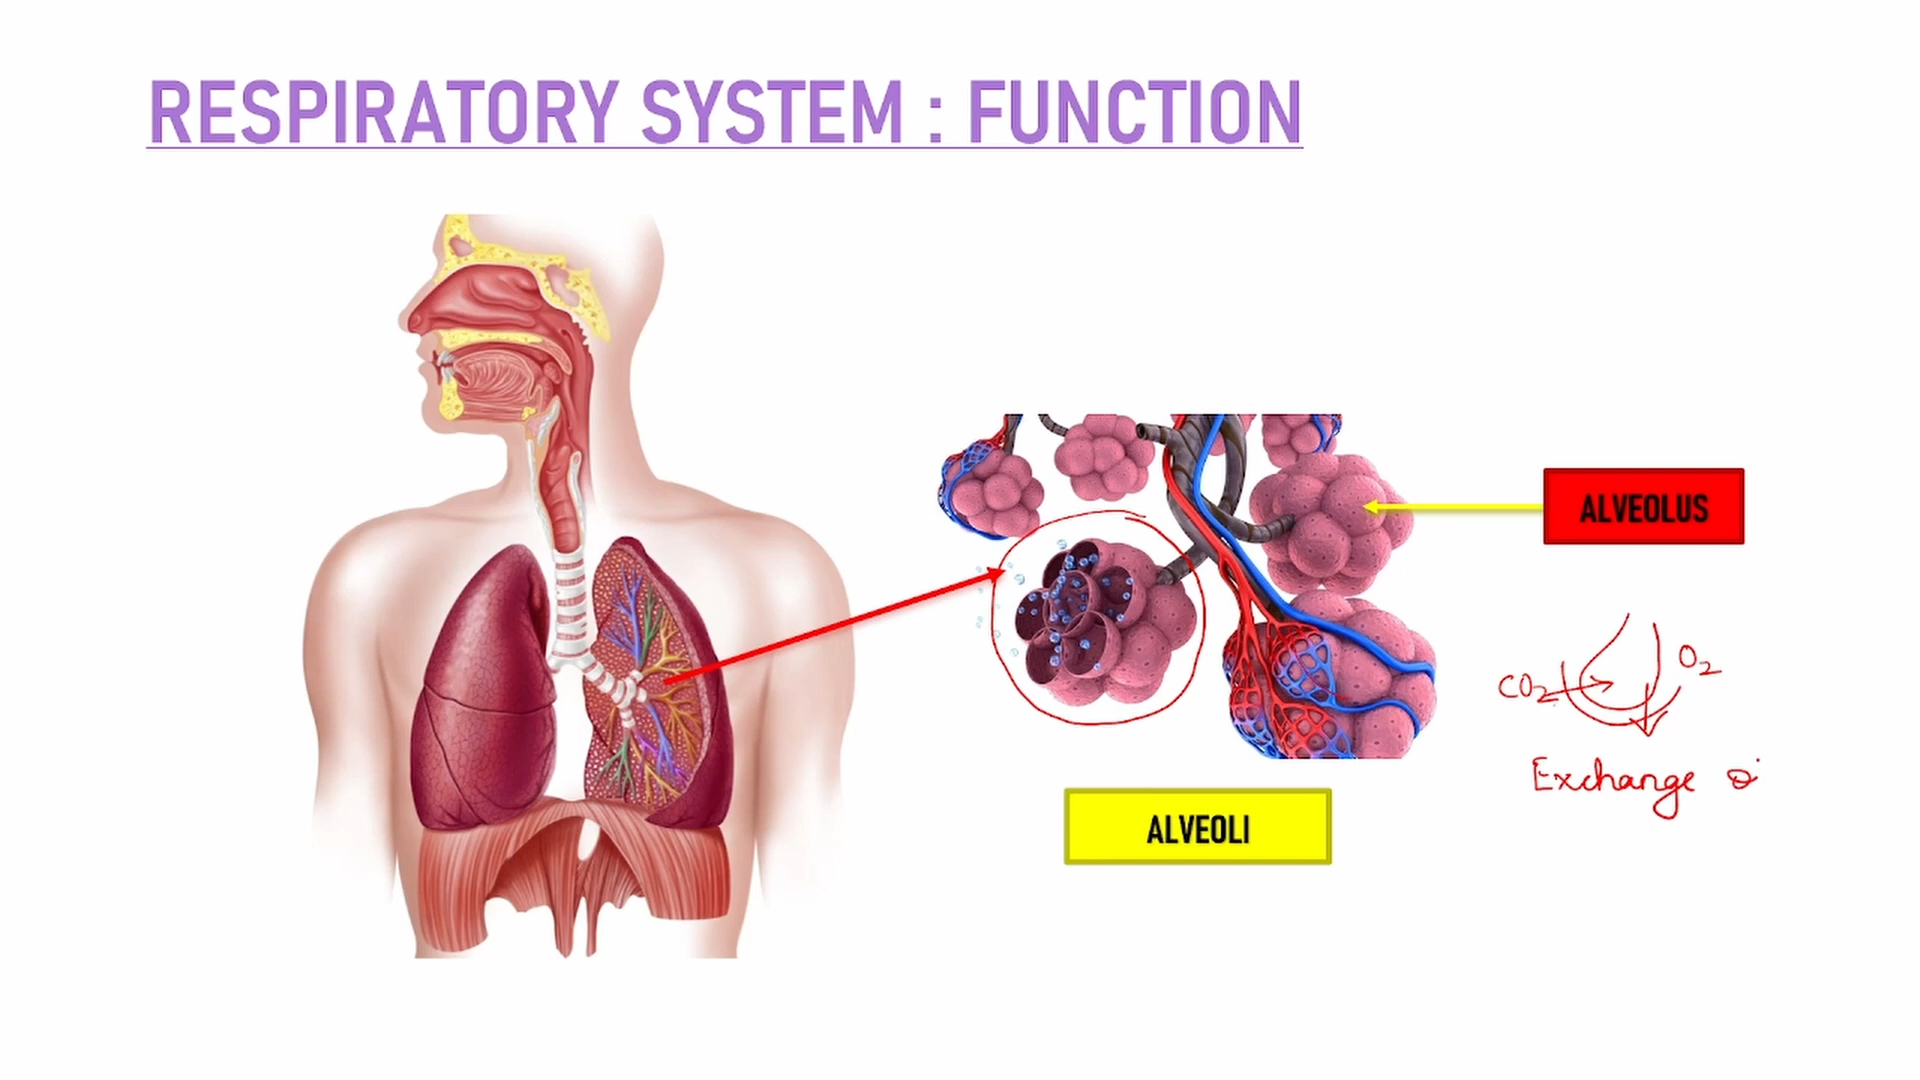 RESPIRATORY SYSTEM : FUNCTION
ALVEOLUS
CO2
O2
Exchange
ALVEOLI